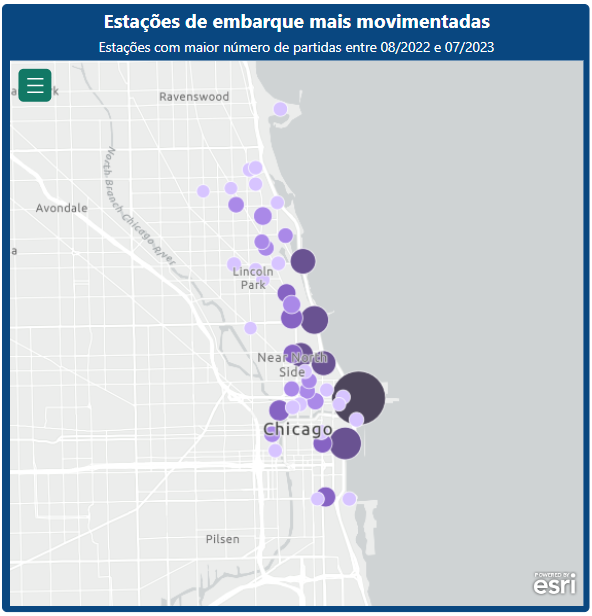 Estações de embarque mais movimentadas
Estações com maior número de partidas entre 08/2022 e 07/2023
Ravenswood
North Branch Chicago River
Avondale
a
Lincoln
Park
Near North
Side
Chicago
Pilsen
POWERED BY
esri